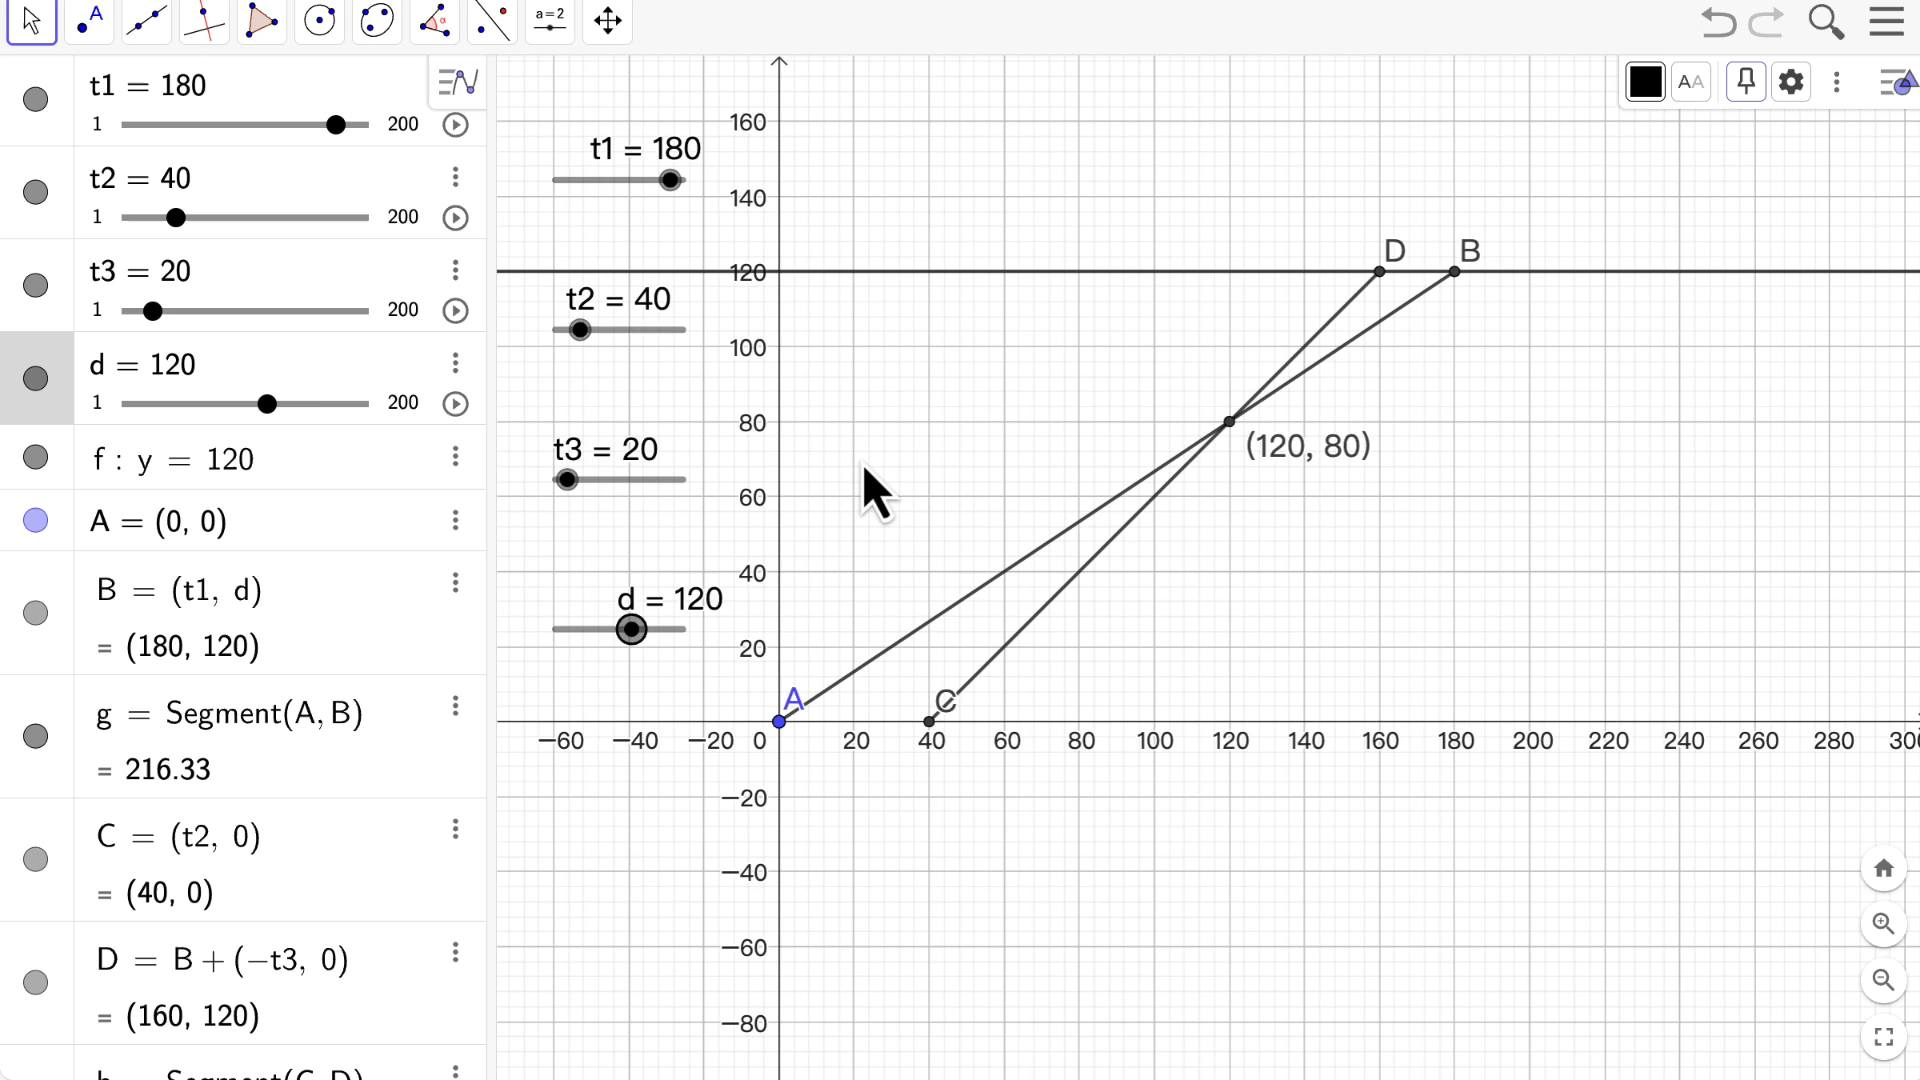 A
α
a=2
t1 = 180
1 200
t2 = 40
1 200
t3 = 20
1 200
d = 120
1 200
f : y = 120
A = (0, 0)
B = (t1, d)
= (180, 120)
g = Segment(A, B)
= 216.33
C = (t2, 0)
= (40, 0)
D = B + (−t3, 0)
= (160, 120)
h = Segment(C, D)
AA
160
t1 = 180
140
D B
120
t2 = 40
100
80
(120, 80)
t3 = 20
60
40
d = 120
20
A C
−60 −40 −20 0 20 40 60 80 100 120 140 160 180 200 220 240 260 280 300
−20
−40
−60
−80